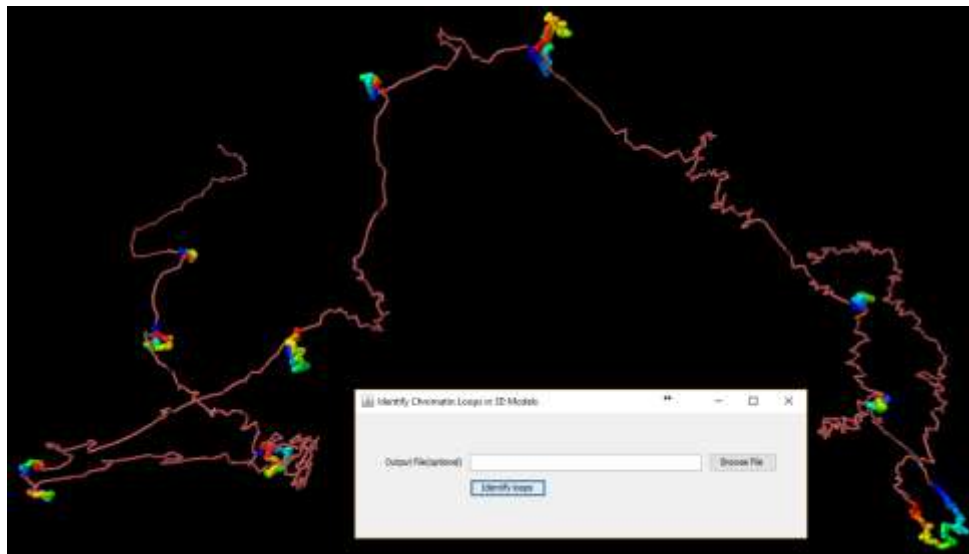 Identify Chromatin Loops in 3D Models
Output File(optional)
Browse File
Identify loops